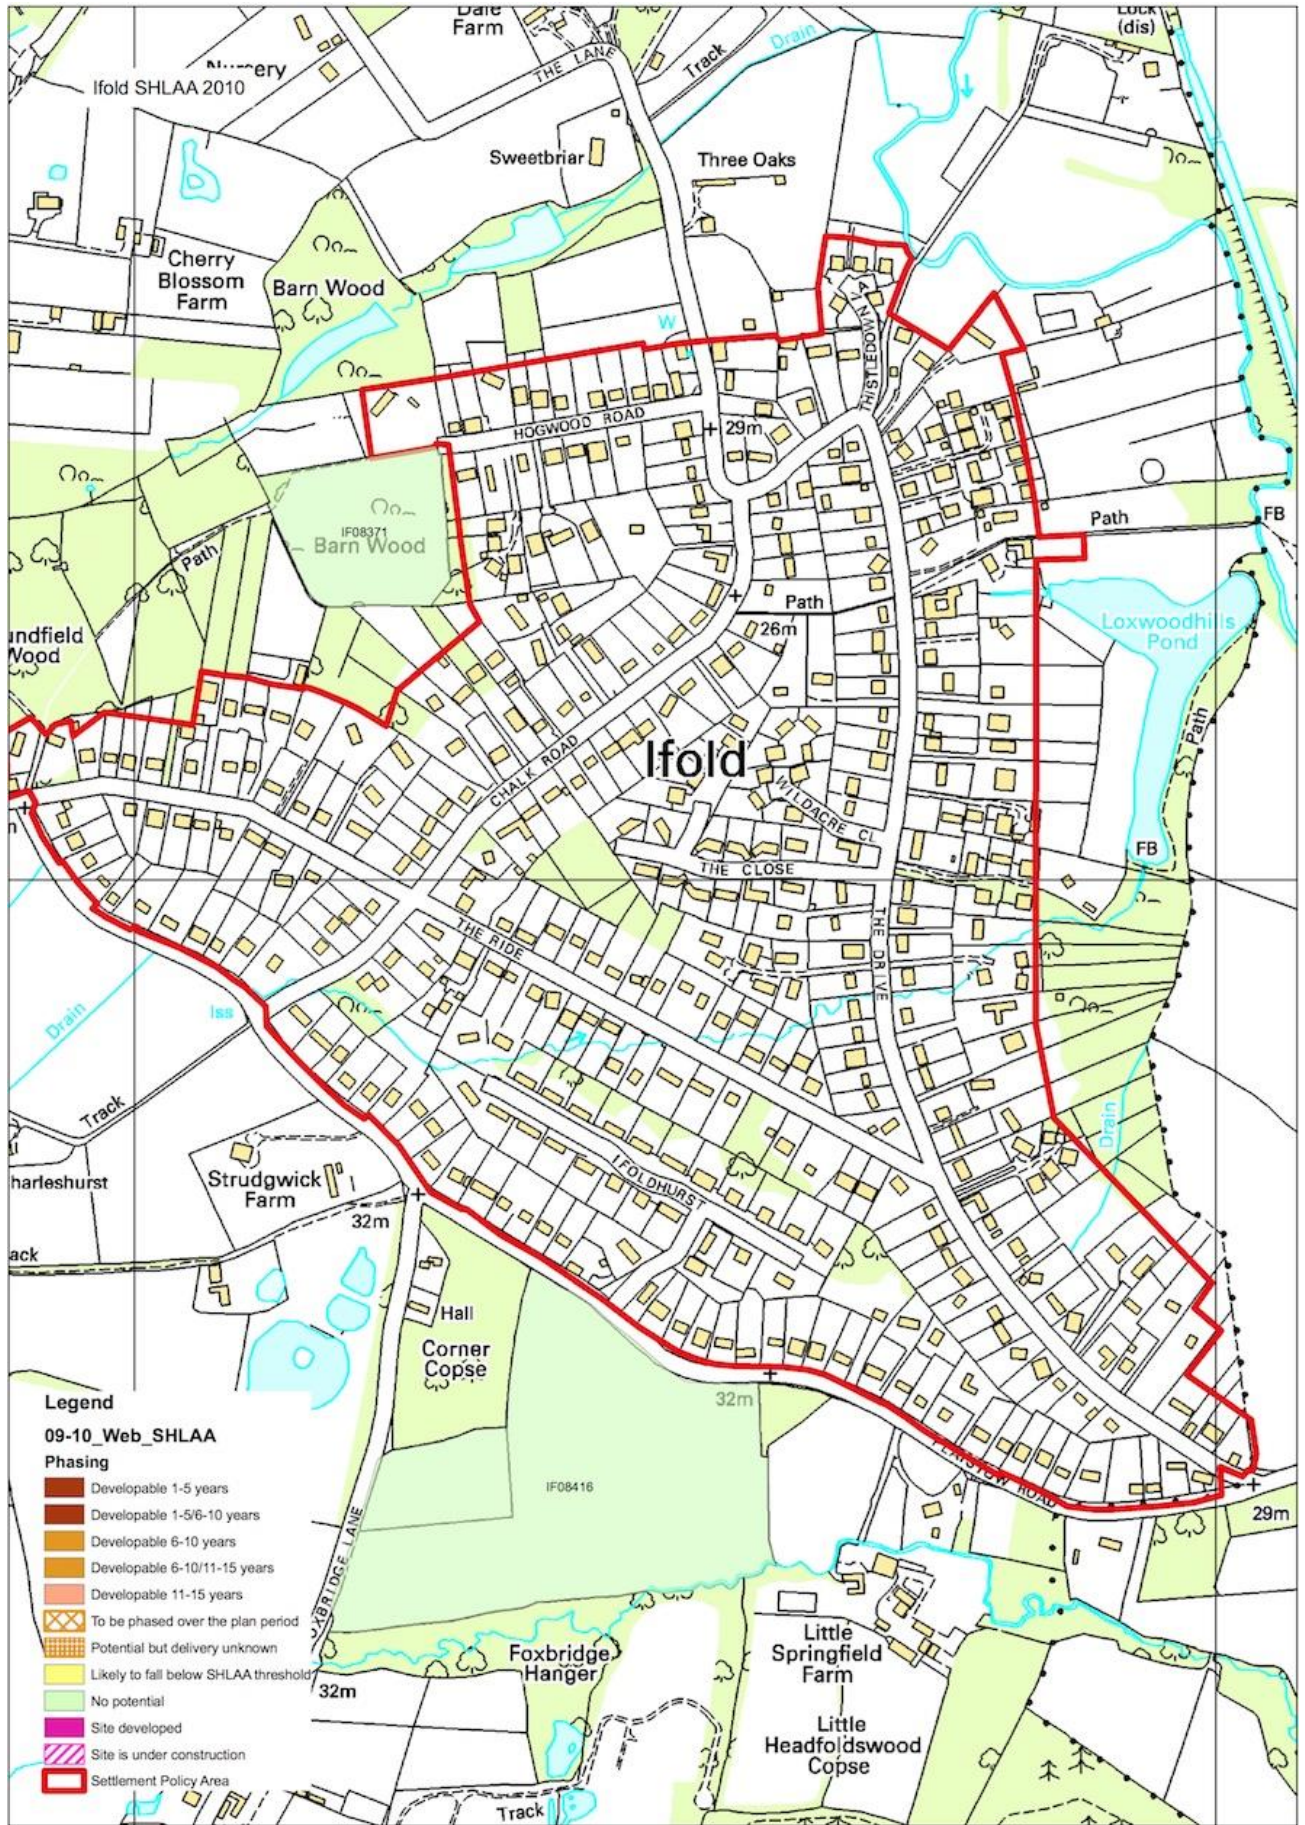 Dale
Farm
Lock
(dis)
Drain
Track
THE LANE
Nursery
Ifold SHLAA 2010
Sweetbriar
Three Oaks
Cherry
Blossom
Farm
Barn Wood
W
THISTLEDOWN V
HOGWOOD ROAD
29m
IF08371
Barn Wood
Path
Path
FB
Path
26m
Loxwoodhills
Pond
undfield
Wood
Path
CHALK ROAD
Ifold
WILDACRE CL
THE CLOSE
FB
THE RIDE
THE DRIVE
Drain
Iss
Track
Drain
harleshurst
Strudgwick
Farm
32m
IFOLDHURST
ack
Hall
Corner
Copse
32m
PLAISTOW ROAD
29m
IF08416
FOXBRIDGE LANE
Legend
09-10_Web_SHLAA
Phasing
Developable 1-5 years
Developable 1-5/6-10 years
Developable 6-10 years
Developable 6-10/11-15 years
Developable 11-15 years
To be phased over the plan period
Potential but delivery unknown
Likely to fall below SHLAA threshold
No potential
Site developed
Site is under construction
Settlement Policy Area
32m
Foxbridge
Hanger
Little
Springfield
Farm
Little
Headfoldswood
Copse
Track